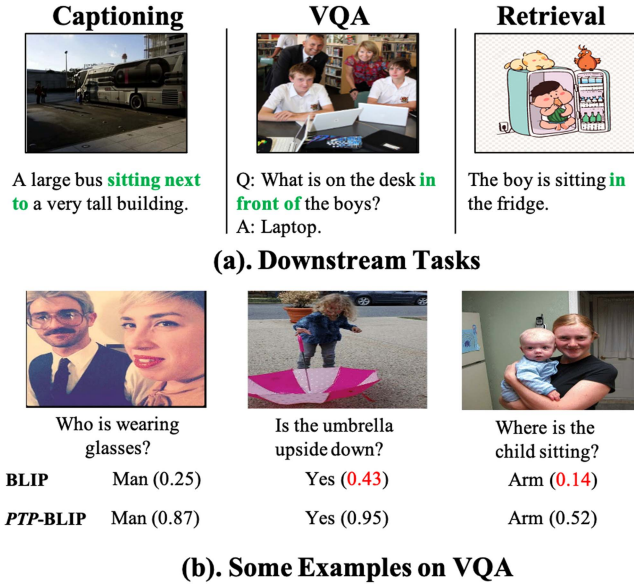 Captioning
VQA
Retrieval
A large bus sitting next
to a very tall building.
Q: What is on the desk in
front of the boys?
A: Laptop.
The boy is sitting in
the fridge.
(a). Downstream Tasks
Who is wearing
glasses?
Is the umbrella
upside down?
Where is the
child sitting?
BLIP Man (0.25) Yes (0.43) Arm (0.14)
PTP-BLIP Man (0.87) Yes (0.95) Arm (0.52)
(b). Some Examples on VQA